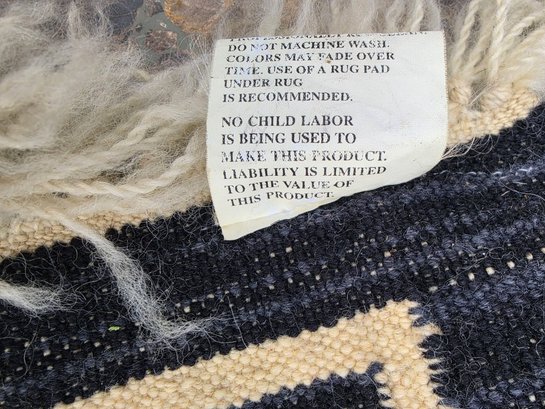 DO NOT MACHINE WASH.
COLORS MAY FADE OVER
TIME. USE OF A RUG PAD
UNDER RUG
IS RECOMMENDED.
NO CHILD LABOR
IS BEING USED TO
MAKE THIS PRODUCT.
LIABILITY IS LIMITED
TO THE VALUE OF
THIS PRODUCT.